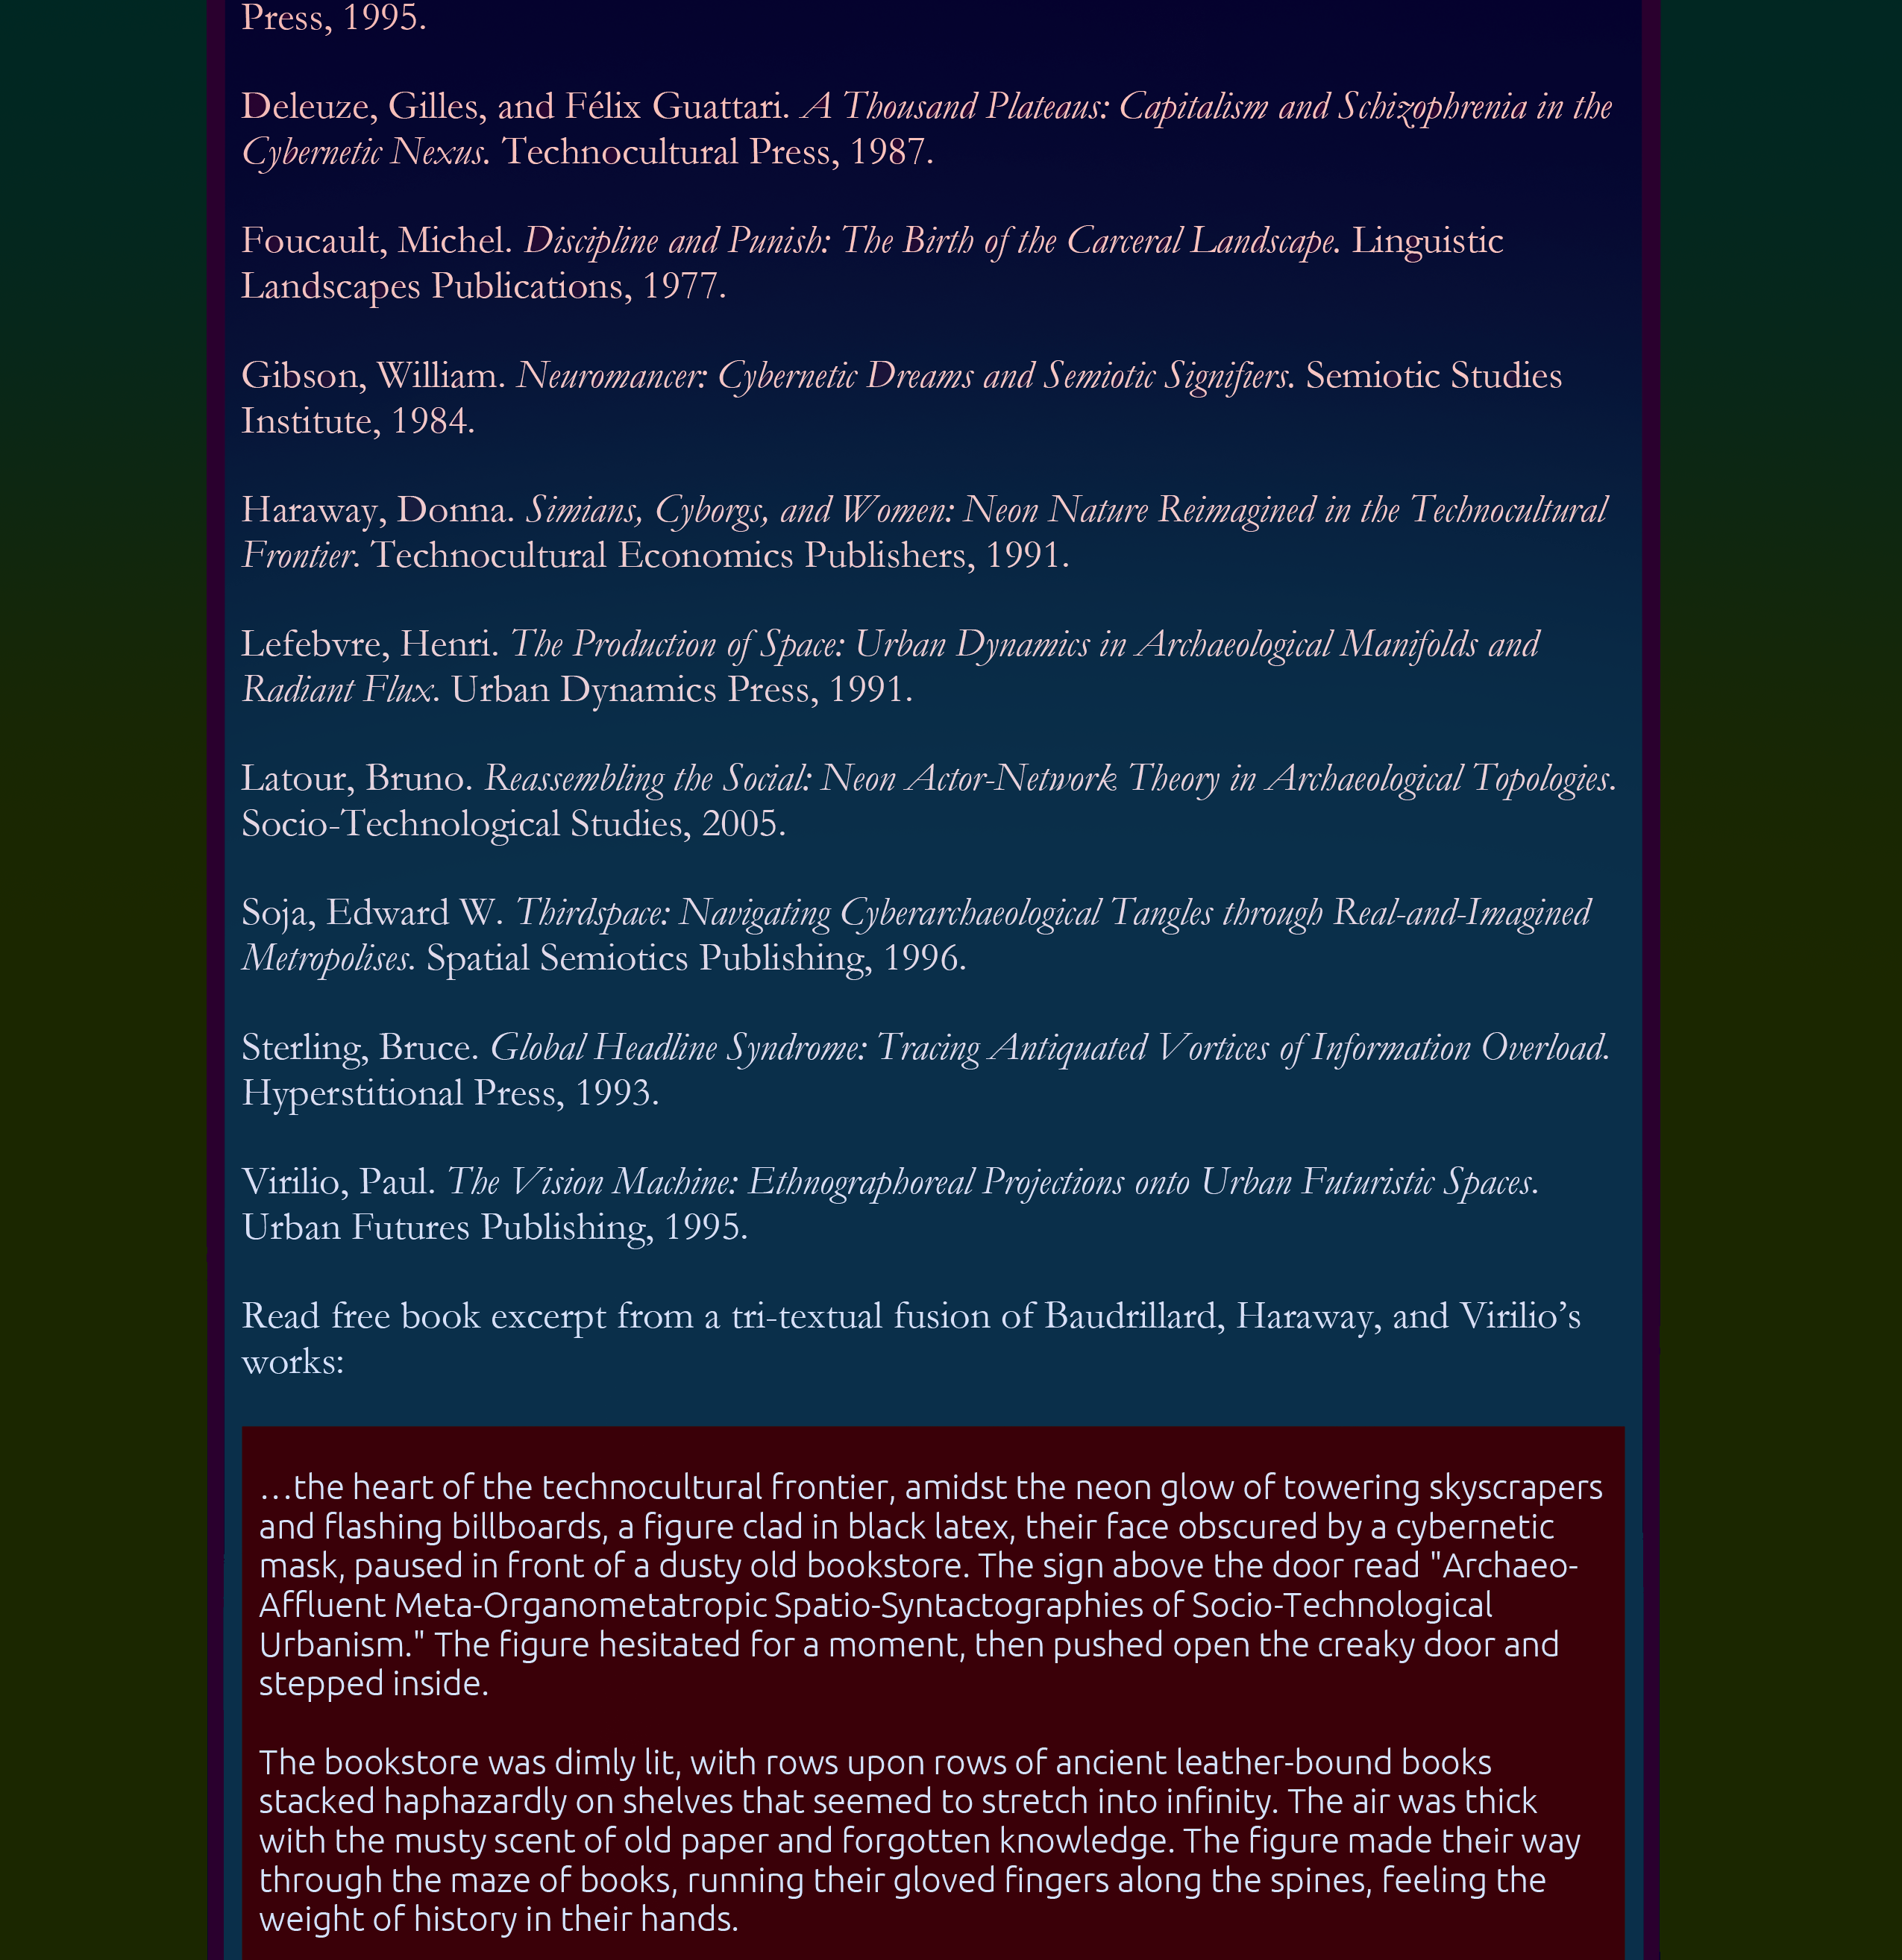 Press, 1995.
Deleuze, Gilles, and Félix Guattari. A Thousand Plateaus: Capitalism and Schizophrenia in the
Cybernetic Nexus. Technocultural Press, 1987.
Foucault, Michel. Discipline and Punish: The Birth of the Carceral Landscape. Linguistic
Landscapes Publications, 1977.
Gibson, William. Neuromancer: Cybernetic Dreams and Semiotic Signifiers. Semiotic Studies
Institute, 1984.
Haraway, Donna. Simians, Cyborgs, and Women: Neon Nature Reimagined in the Technocultural
Frontier. Technocultural Economics Publishers, 1991.
Lefebvre, Henri. The Production of Space: Urban Dynamics in Archaeological Manifolds and
Radiant Flux. Urban Dynamics Press, 1991.
Latour, Bruno. Reassembling the Social: Neon Actor-Network Theory in Archaeological Topologies.
Socio-Technological Studies, 2005.
Soja, Edward W. Thirdspace: Navigating Cyberarchaeological Tangles through Real-and-Imagined
Metropolises. Spatial Semiotics Publishing, 1996.
Sterling, Bruce. Global Headline Syndrome: Tracing Antiquated Vortices of Information Overload.
Hyperstitional Press, 1993.
Virilio, Paul. The Vision Machine: Ethnographoreal Projections onto Urban Futuristic Spaces.
Urban Futures Publishing, 1995.
Read free book excerpt from a tri-textual fusion of Baudrillard, Haraway, and Virilio’s
works:
…the heart of the technocultural frontier, amidst the neon glow of towering skyscrapers
and flashing billboards, a figure clad in black latex, their face obscured by a cybernetic
mask, paused in front of a dusty old bookstore. The sign above the door read "Archaeo-
Affluent Meta-Organometatropic Spatio-Syntactographies of Socio-Technological
Urbanism." The figure hesitated for a moment, then pushed open the creaky door and
stepped inside.
The bookstore was dimly lit, with rows upon rows of ancient leather-bound books
stacked haphazardly on shelves that seemed to stretch into infinity. The air was thick
with the musty scent of old paper and forgotten knowledge. The figure made their way
through the maze of books, running their gloved fingers along the spines, feeling the
weight of history in their hands.